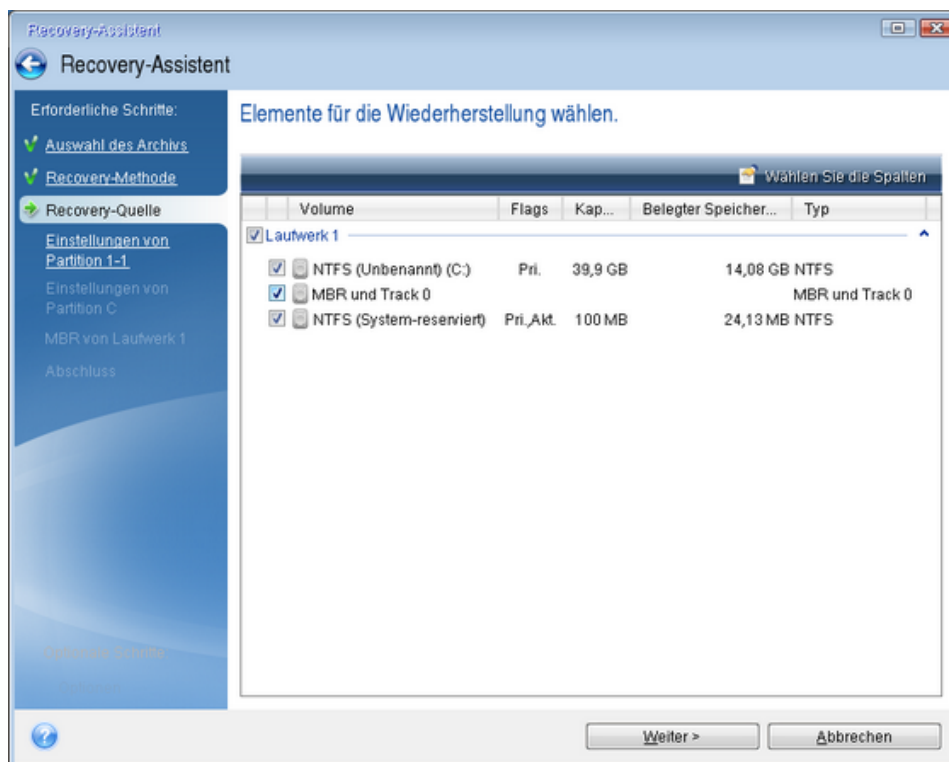 Recovery-Assistent
Recovery-Assistent
Erforderliche Schritte:
Auswahl des Archivs
Recovery-Methode
Recovery-Quelle
Einstellungen von
Partition 1-1
Einstellungen von
Partition C
MBR von Laufwerk 1
Abschluss
Optionale Schritte:
Elemente für die Wiederherstellung wählen.
Wählen Sie die Spalten
Volume Flags Kap... Belegter Speicher... Typ
Laufwerk 1
NTFS (Unbenannt) (C:) Pri. 39,9 GB 14,08 GB NTFS
MBR und Track 0 MBR und Track 0
NTFS (System-reserviert) Pri.,Akt. 100 MB 24,13 MB NTFS
Weiter > Abbrechen